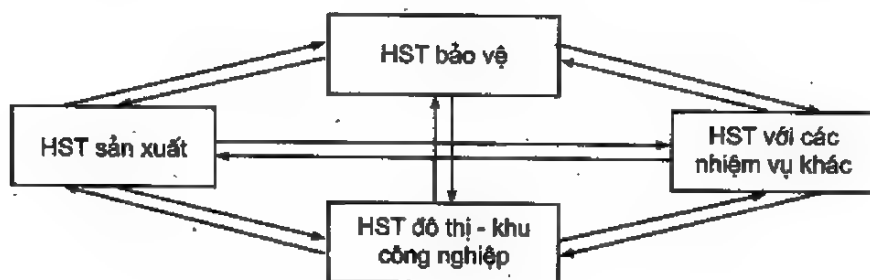 HST bảo vệ
HST sản xuất
HST với các
nhiệm vụ khác
HST đô thị - khu
công nghiệp